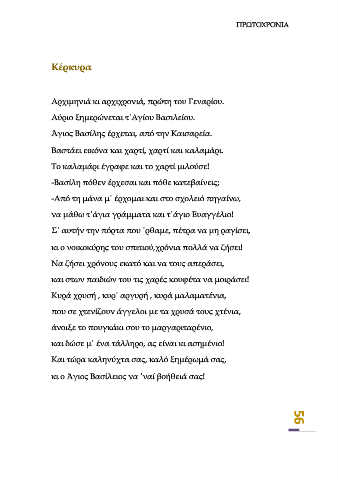 ΠΡΩΤΟΧΡΟΝΙΑ
Κέρκυρα
Αρχιμηνιά κι αρχιχρονιά, πρώτη του Γεναρίου.
Αύριο ξημερώνεται τ΄Αγίου Βασιλείου.
Άγιος Βασίλης έρχεται, από την Καισαρεία.
Βαστάει εικόνα και χαρτί, χαρτί και καλαμάρι.
Το καλαμάρι έγραφε και το χαρτί μιλούσε!
-Βασίλη πόθεν έρχεσαι και πόθε κατεβαίνεις;
-Από τη μάνα μ΄ έρχομαι και στο σχολειό πηγαίνω,
να μάθω τ΄άγια γράμματα και τ΄άγιο Ευαγγέλιο!
Σ΄ αυτήν την πόρτα που ΄ρθαμε, πέτρα να μη ραγίσει,
κι ο νοικοκύρης του σπιτιού,χρόνια πολλά να ζήσει!
Να ζήσει χρόνους εκατό και να τους απεράσει,
και στων παιδιών του τις χαρές κουφέτα να μοιράσει!
Κυρά χρυσή , κυρ΄ αργυρή , κυρά μαλαματένια,
που σε χτενίζουν άγγελοι με τα χρυσά τους χτένια,
άνοιξε το πουγκάκι σου το μαργαριταρένιο,
και δώσε μ΄ ένα τάλληρο, ας είναι κι ασημένιο!
Και τώρα καληνύχτα σας, καλό ξημέρωμά σας,
κι ο Άγιος Βασίλειος να ΄ναί βοήθειά σας!
56